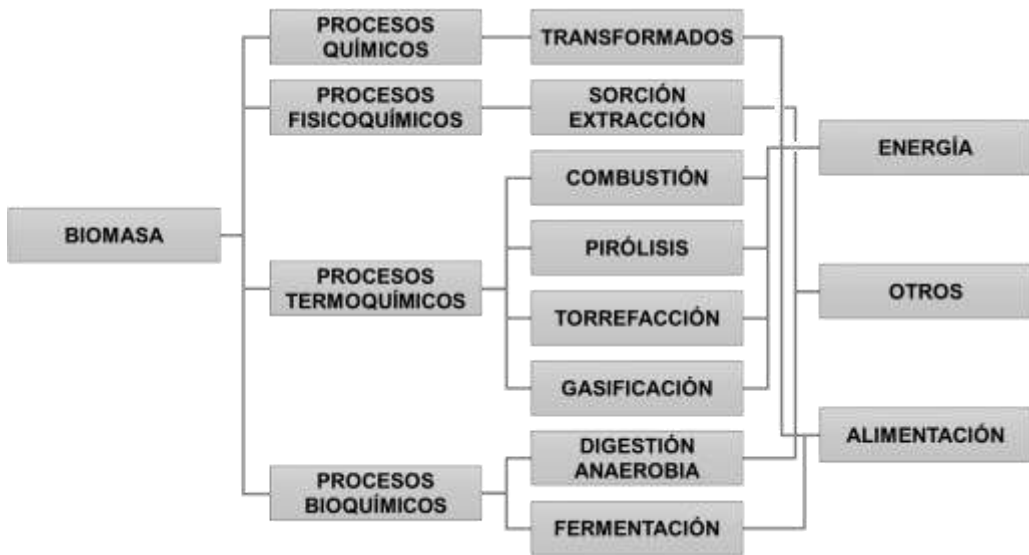 BIOMASA
PROCESOS
QUÍMICOS
PROCESOS
FISICOQUÍMICOS
PROCESOS
TERMOQUÍMICOS
PROCESOS
BIOQUÍMICOS
TRANSFORMADOS
SORCIÓN
EXTRACCIÓN
COMBUSTIÓN
PIRÓLISIS
TORREFACCIÓN
GASIFICACIÓN
DIGESTIÓN
ANAEROBIA
FERMENTACIÓN
ENERGÍA
OTROS
ALIMENTACIÓN